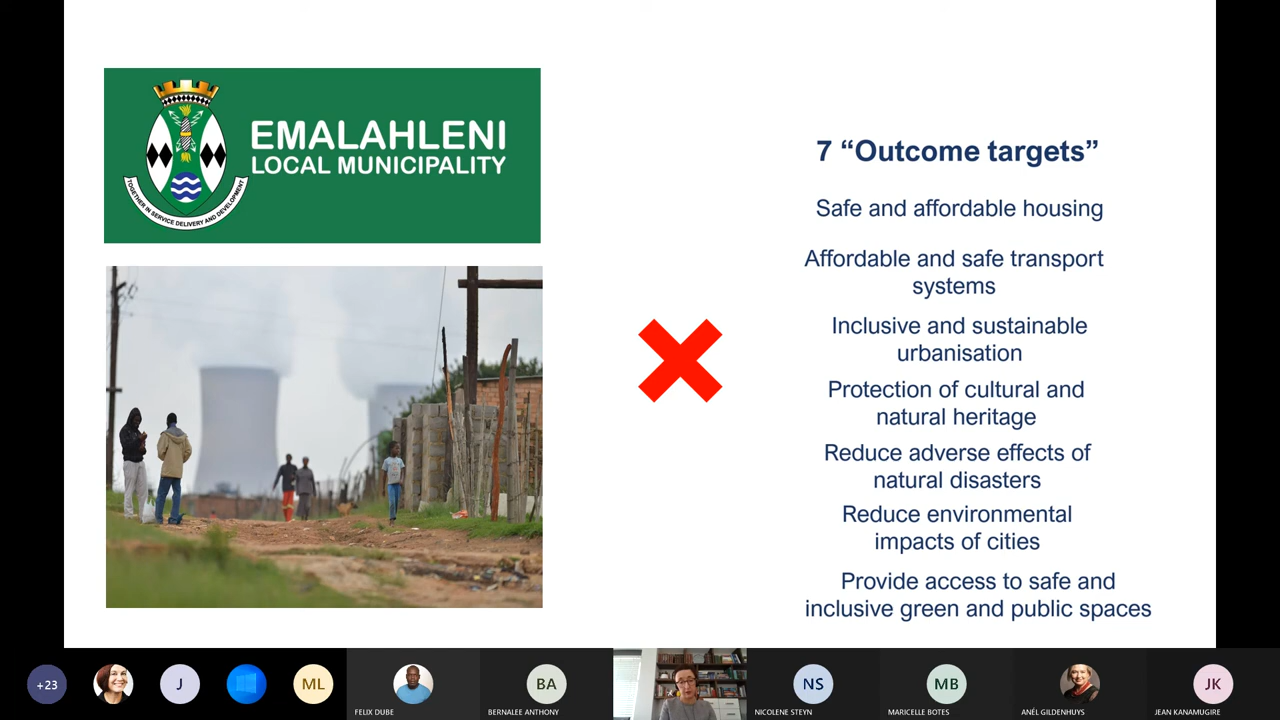 EMALAHLENI
LOCAL MUNICIPALITY
TOGETHER IN SERVICE DELIVERY AND DEVELOPMENT
7 “Outcome targets”
Safe and affordable housing
Affordable and safe transport
systems
Inclusive and sustainable
urbanisation
Protection of cultural and
natural heritage
Reduce adverse effects of
natural disasters
Reduce environmental
impacts of cities
Provide access to safe and
inclusive green and public spaces
+23
J
ML
FELIX DUBE
BA
BERNALEE ANTHONY
NS
NICOLENE STEYN
MB
MARICELLE BOTES
ANÉL GILDENHUYS
JK
JEAN KANAMUGIRE